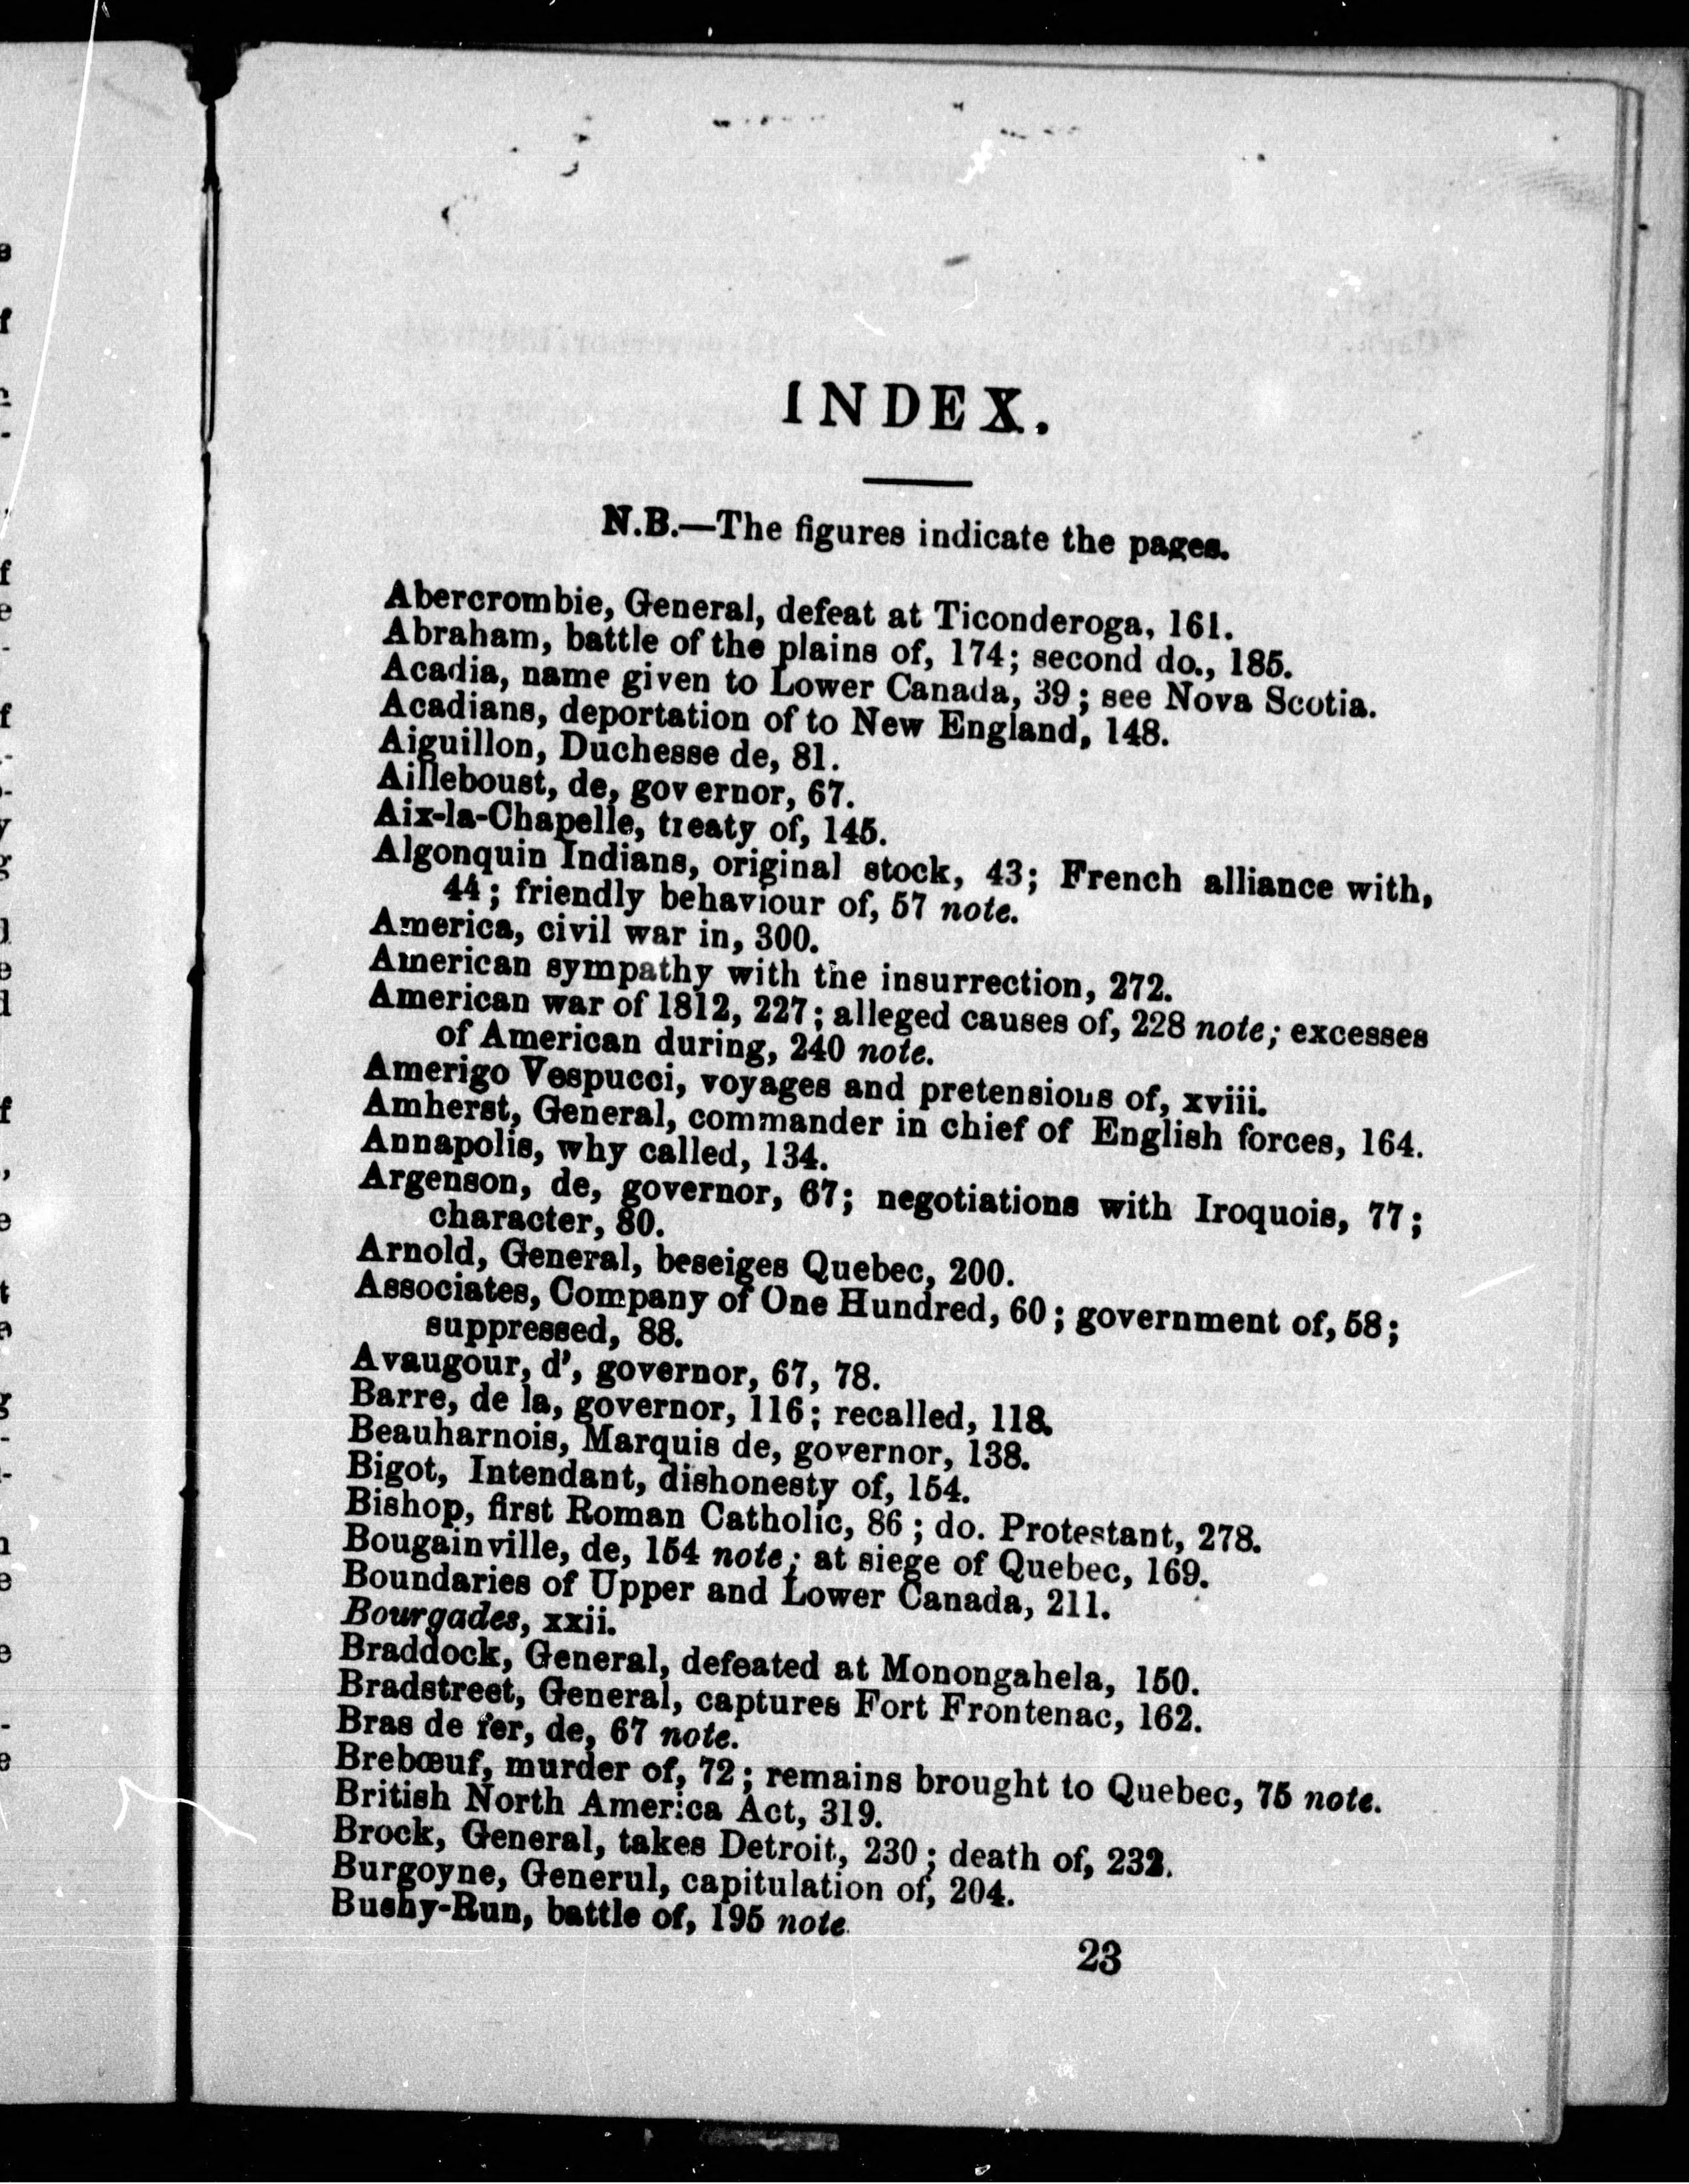 INDEX.
N.B.—The figures indicate the pages.
Abercrombie, General, defeat at Ticonderoga, 161.
Abraham, battle of the plains of, 174; second do., 185.
Acadia, name given to Lower Canada, 39; see Nova Scotia.
Acadians, deportation of to New England, 148.
Aiguillon, Duchesse de, 81.
Ailleboust, de, governor, 67.
Aix-la-Chapelle, treaty of, 145.
Algonquin Indians, original stock, 43; French alliance with,
44; friendly behaviour of, 57 note.
America, civil war in, 300.
American sympathy with the insurrection, 272.
American war of 1812, 227; alleged causes of, 228 note; excesses
of American during, 240 note.
Amerigo Vespucci, voyages and pretensions of, xviii.
Amherst, General, commander in chief of English forces, 164.
Annapolis, why called, 134.
Argenson, de, governor, 67; negotiations with Iroquois, 77;
character, 80.
Arnold, General, beseiges Quebec, 200.
Associates, Company of One Hundred, 60; government of, 58;
suppressed, 88.
Avaugour, d', governor, 67, 78.
Barre, de la, governor, 116; recalled, 118.
Beauharnois, Marquis de, governor, 138.
Bigot, Intendant, dishonesty of, 154.
Bishop, first Roman Catholic, 86; do. Protestant, 278.
Bougainville, de, 154 note; at siege of Quebec, 169.
Boundaries of Upper and Lower Canada, 211.
Bourgades, xxii.
Braddock, General, defeated at Monongahela, 150.
Bradstreet, General, captures Fort Frontenac, 162.
Bras de fer, de, 67 note.
Brebœuf, murder of, 72; remains brought to Quebec, 75 note.
British North America Act, 319.
Brock, General, takes Detroit, 230; death of, 232.
Burgoyne, Generul, capitulation of, 204.
Bushy-Run, battle of, 195 note.
23